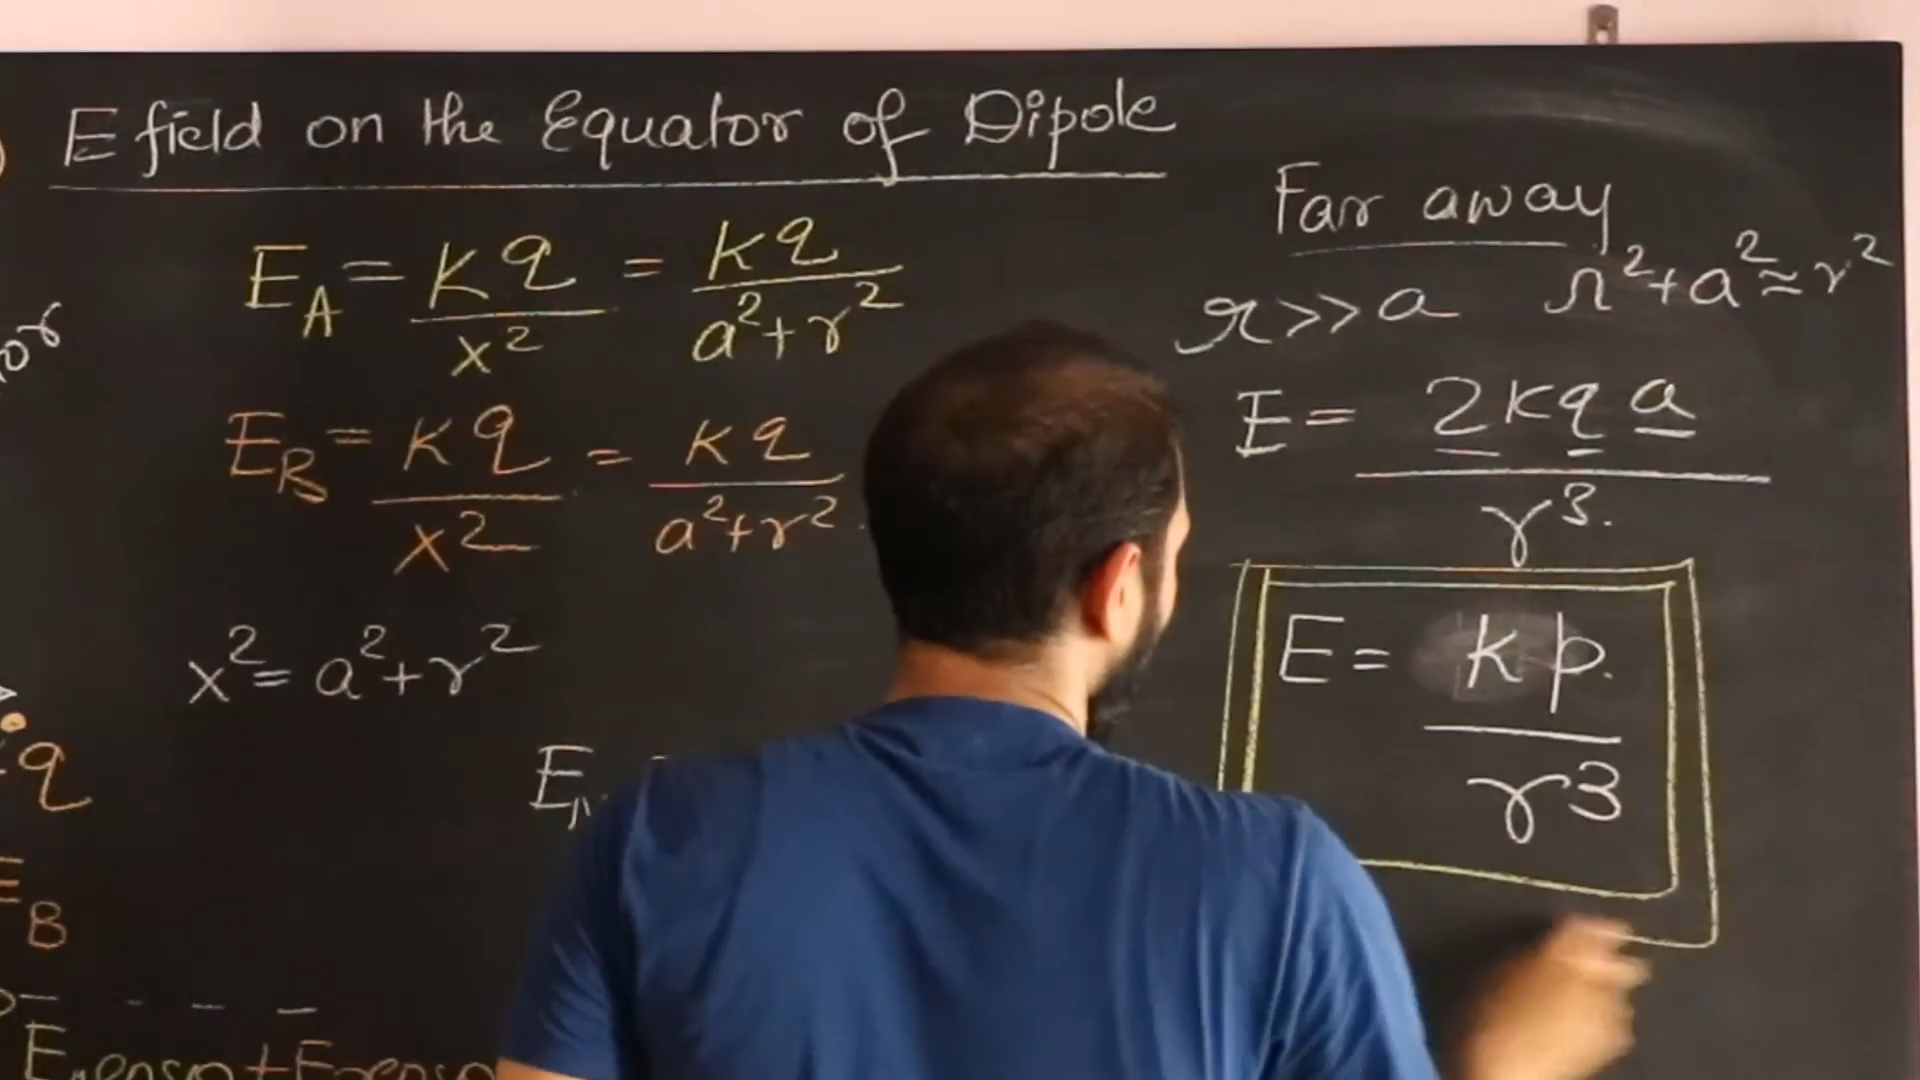 E field on the Equator of Dipole
E_A = kq/x² = kq/(a²+r²)
E_B = kq/x² = kq/(a²+r²)
x² = a²+r²
q
E_B
Far away
r>>a r²+a²≈r²
E = 2kqa/r³.
E = kp./r³